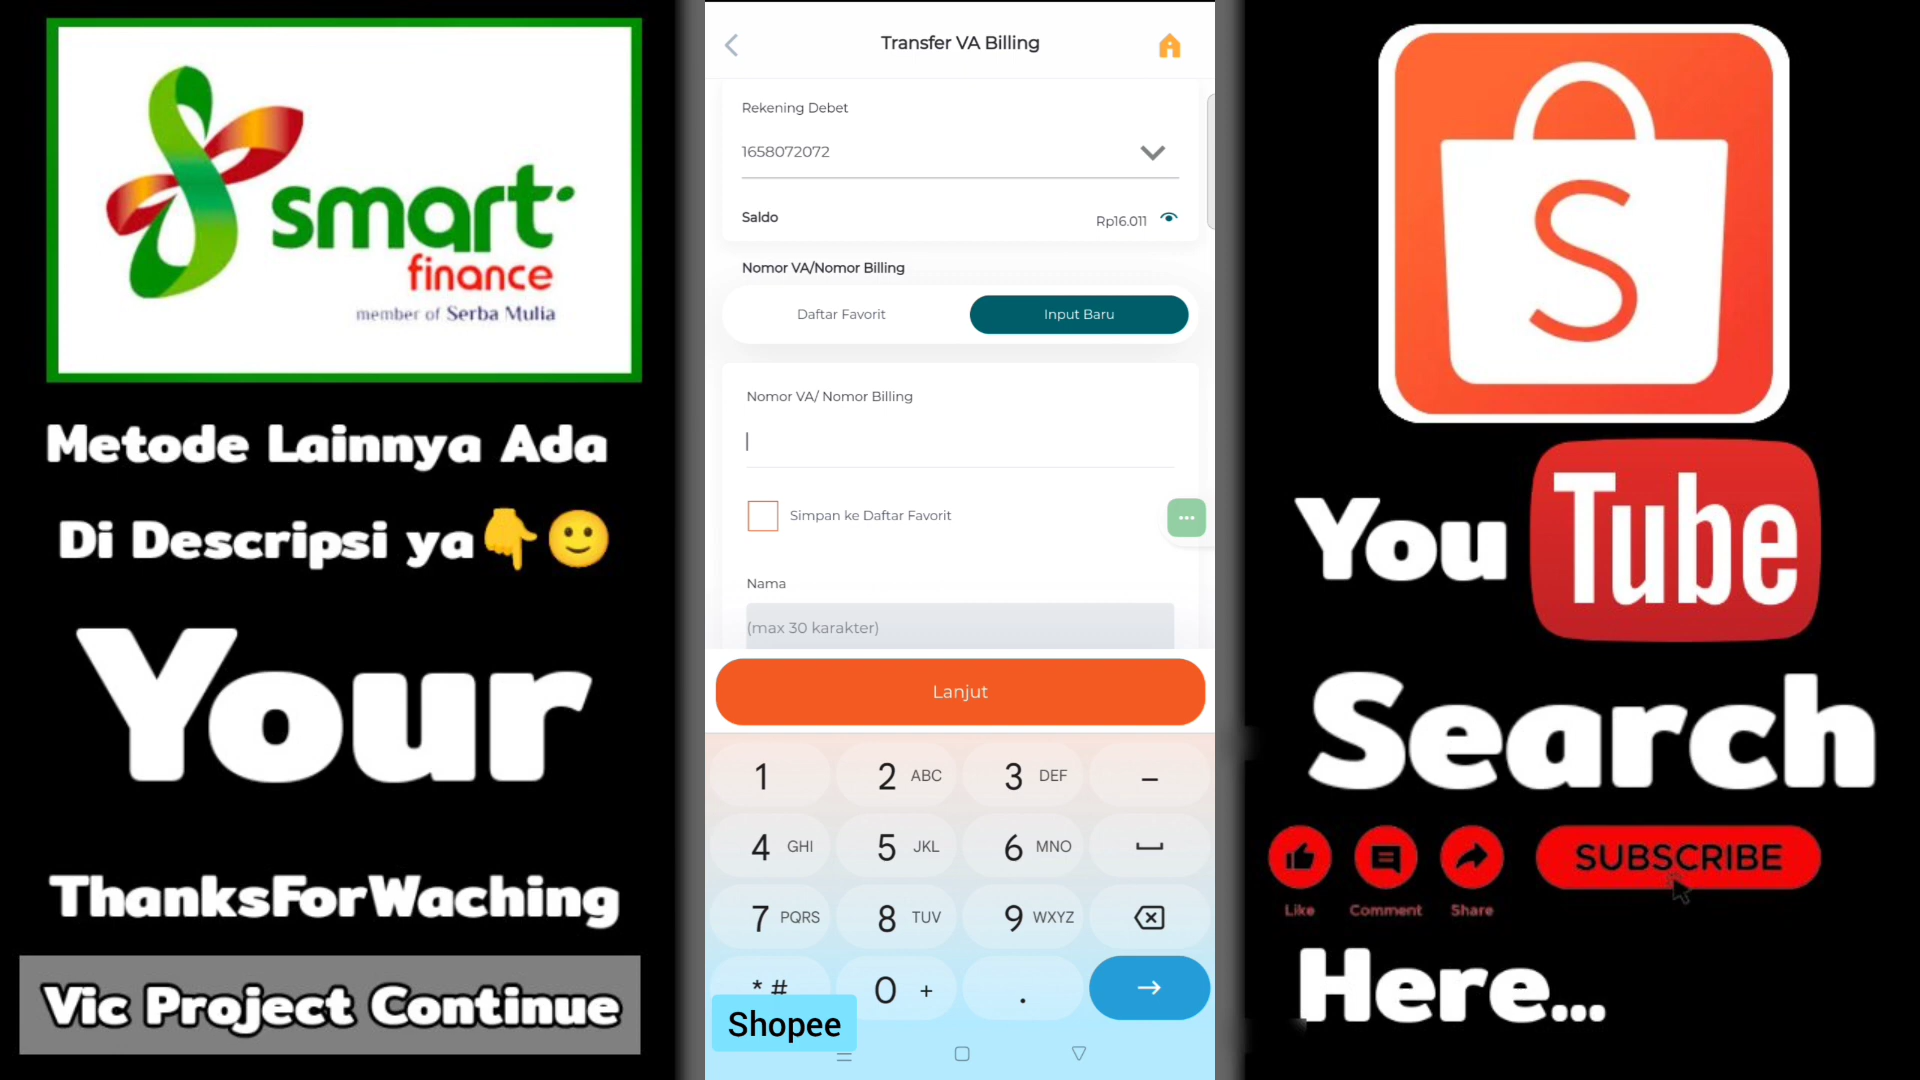 smart
finance
member of Serba Mulia
Metode Lainnya Ada
Di Descripsi ya👇🙂
Your
ThanksForWaching
Vic Project Continue
Transfer VA Billing
Rekening Debet
1658072072
Saldo
Rp16.011
Nomor VA/Nomor Billing
Daftar Favorit
Input Baru
Nomor VA/ Nomor Billing
Simpan ke Daftar Favorit
Nama
(max 30 karakter)
Lanjut
1 2 ABC 3 DEF –
4 GHI 5 JKL 6 MNO
7 PQRS 8 TUV 9 WXYZ
* # 0 + .
Shopee
S
You Tube
Search
SUBSCRIBE
Like Comment Share
Here...